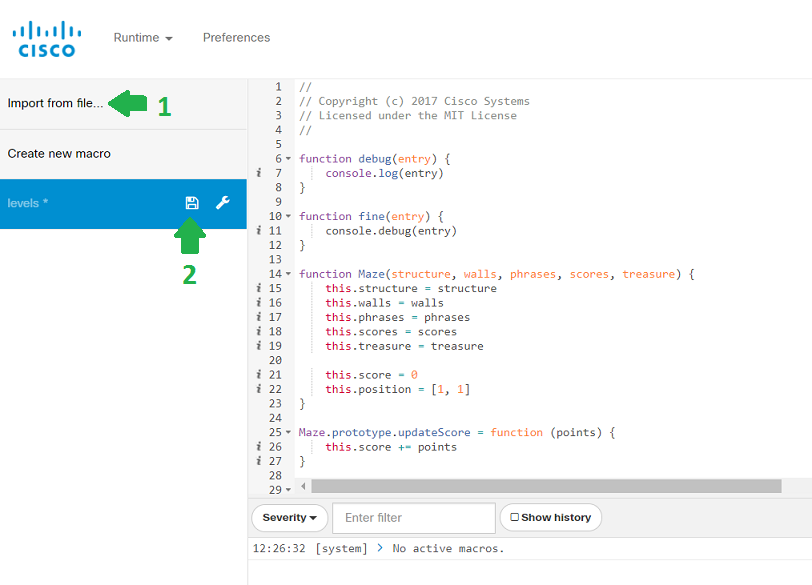 CISCO
Runtime
Preferences
Import from file...
1
Create new macro
levels *
2
1 //
2 // Copyright (c) 2017 Cisco Systems
3 // Licensed under the MIT License
4 //
5
6 function debug(entry) {
i 7 console.log(entry)
8 }
9
10 function fine(entry) {
i 11 console.debug(entry)
12 }
13
14 function Maze(structure, walls, phrases, scores, treasure) {
i 15 this.structure = structure
i 16 this.walls = walls
i 17 this.phrases = phrases
i 18 this.scores = scores
i 19 this.treasure = treasure
20
i 21 this.score = 0
i 22 this.position = [1, 1]
23 }
24
25 Maze.prototype.updateScore = function (points) {
i 26 this.score += points
i 27 }
28
29
Severity
Enter filter
Show history
12:26:32 [system] > No active macros.